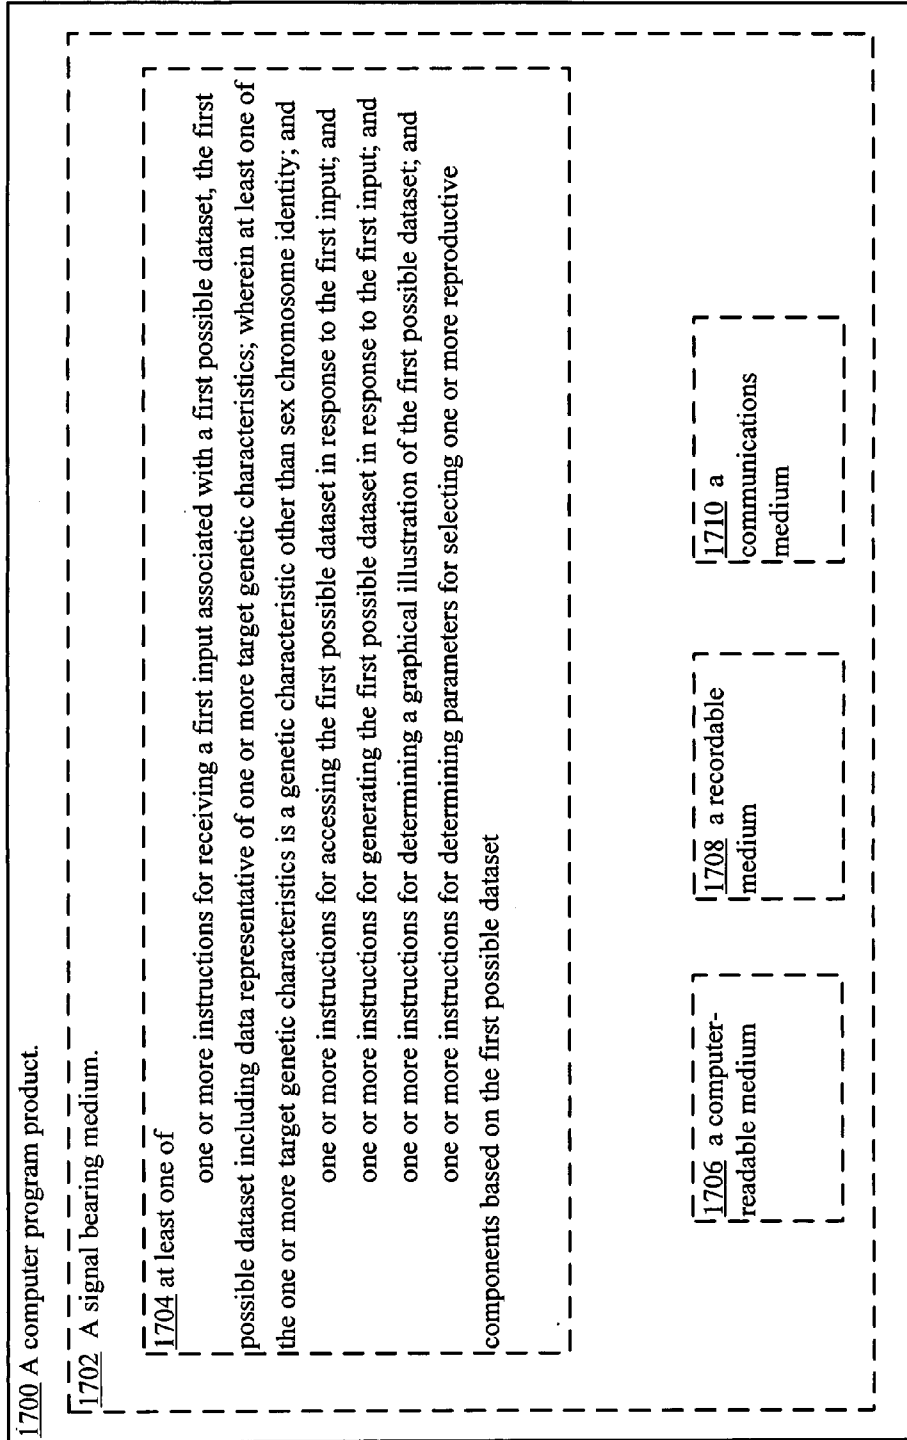 1700 A computer program product.
1702 A signal bearing medium.
1704 at least one of
one or more instructions for receiving a first input associated with a first possible dataset, the first
possible dataset including data representative of one or more target genetic characteristics; wherein at least one of
the one or more target genetic characteristics is a genetic characteristic other than sex chromosome identity; and
one or more instructions for accessing the first possible dataset in response to the first input; and
one or more instructions for generating the first possible dataset in response to the first input; and
one or more instructions for determining a graphical illustration of the first possible dataset; and
one or more instructions for determining parameters for selecting one or more reproductive
components based on the first possible dataset
1706 a computer-
readable medium
1708 a recordable
medium
1710 a
communications
medium